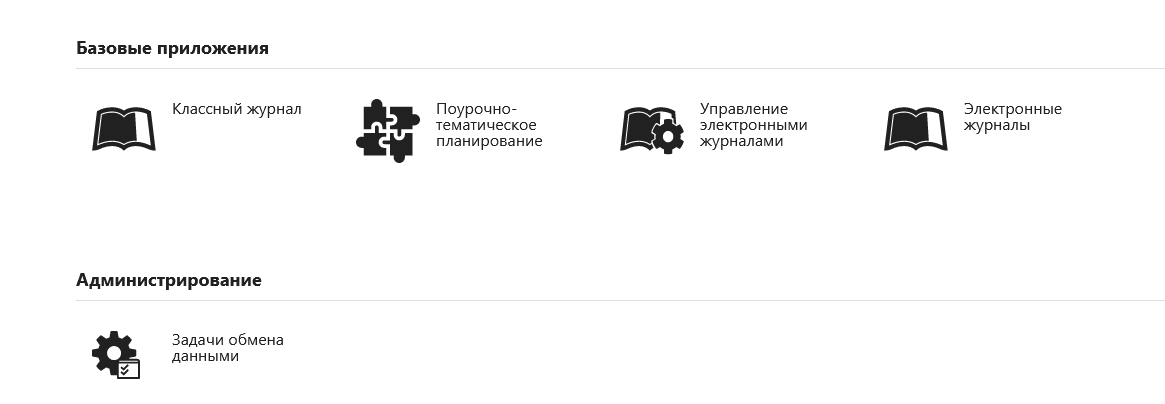 Базовые приложения
Классный журнал
Поурочно-
тематическое
планирование
Управление
электронными
журналами
Электронные
журналы
Администрирование
Задачи обмена
данными